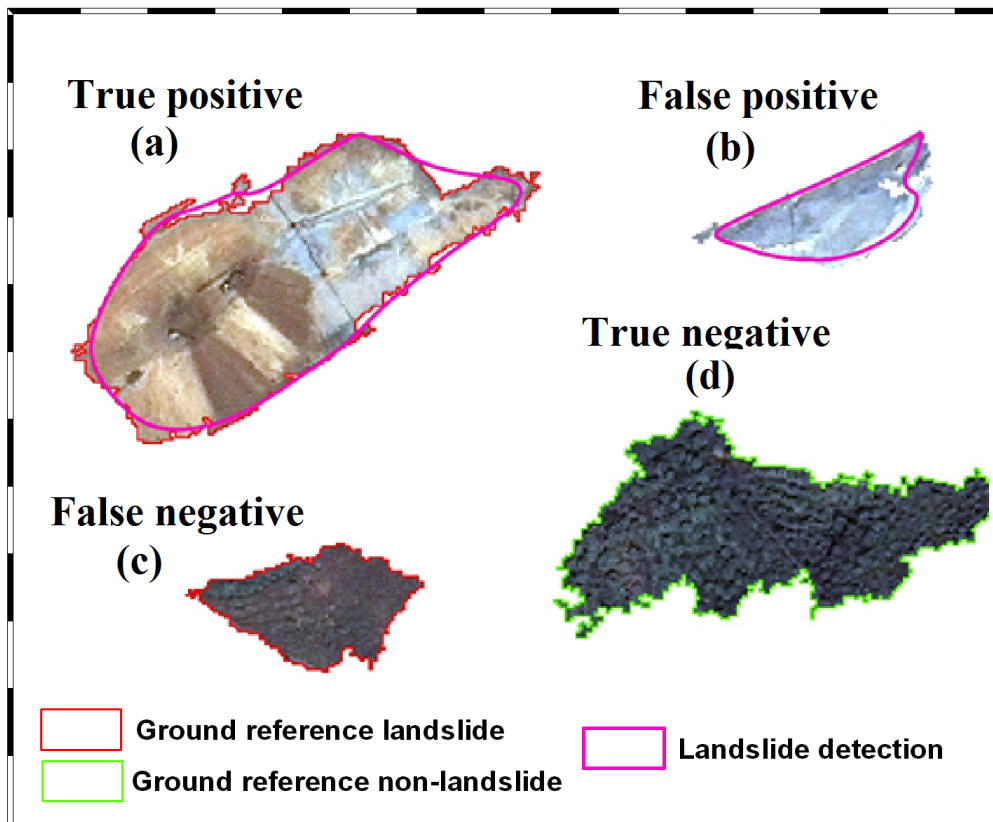 True positive
(a)
False positive
(b)
True negative
(d)
False negative
(c)
Ground reference landslide
Ground reference non-landslide
Landslide detection